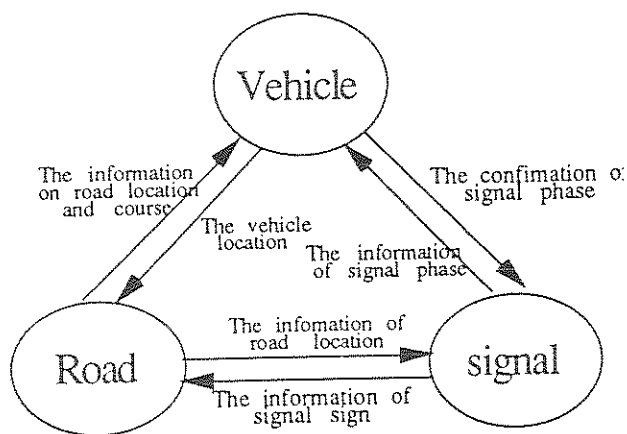 Vehicle
The information
on road location
and course
The confimation of
signal phase
The vehicle
location
The information
of signal phase
Road
The infomation of
road location
signal
The information of
signal sign